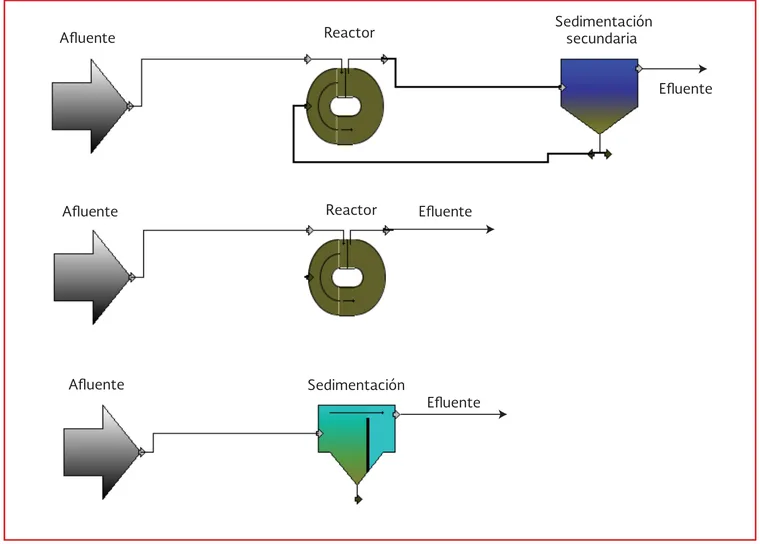 Afluente
Reactor
Sedimentación
secundaria
Efluente
Afluente
Reactor
Efluente
Afluente
Sedimentación
Efluente